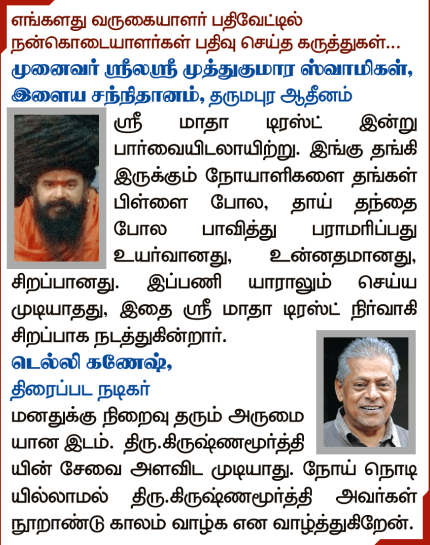 எங்களது வருகையாளர் பதிவேட்டில்
நன்கொடையாளர்கள் பதிவு செய்த கருத்துகள்...
முனைவர் ஸ்ரீலஸ்ரீ முத்துகுமார ஸ்வாமிகள்,
இளைய சந்நிதானம், தருமபுர ஆதீனம்
ஸ்ரீ மாதா டிரஸ்ட் இன்று
பார்வையிடலாயிற்று. இங்கு தங்கி
இருக்கும் நோயாளிகளை தங்கள்
பிள்ளை போல, தாய் தந்தை
போல பாவித்து பராமரிப்பது
உயர்வானது, உன்னதமானது,
சிறப்பானது. இப்பணி யாராலும் செய்ய
முடியாதது, இதை ஸ்ரீ மாதா டிரஸ்ட் நிர்வாகி
சிறப்பாக நடத்துகின்றார்.
டெல்லி கணேஷ்,
திரைப்பட நடிகர்
மனதுக்கு நிறைவு தரும் அருமை
யான இடம். திரு.கிருஷ்ணமூர்த்தி
யின் சேவை அளவிட முடியாது. நோய் நொடி
யில்லாமல் திரு.கிருஷ்ணமூர்த்தி அவர்கள்
நூறாண்டு காலம் வாழ்க என வாழ்த்துகிறேன்.